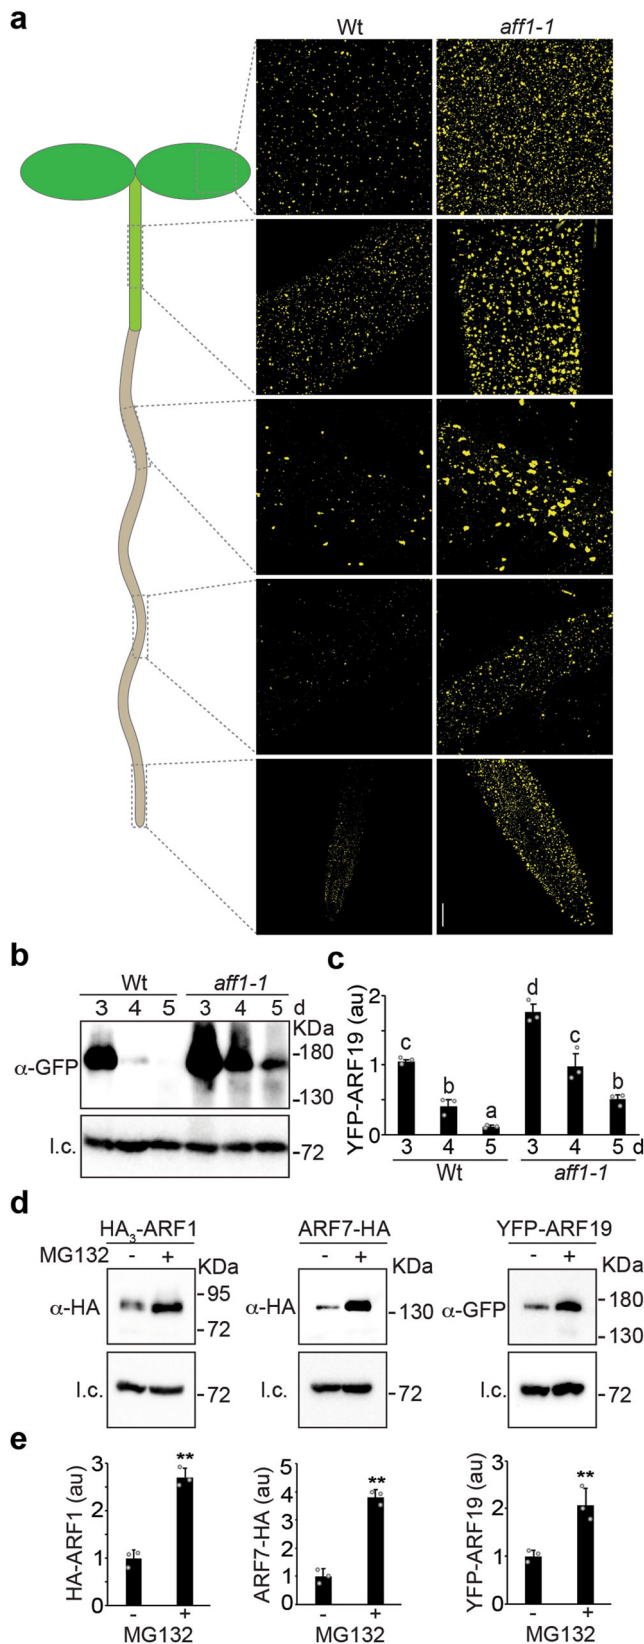 a
Wt aff1-1
b
Wt aff1-1
3 4 5 3 4 5 d
KDa
α-GFP
-180
-130
l.c.
-72
c
YFP-ARF19 (au)
2
1
0
c b a d c b
3 4 5 3 4 5 d
Wt aff1-1
d
HA3-ARF1 ARF7-HA YFP-ARF19
MG132 - + KDa - + KDa - + KDa
α-HA -95 -72
α-HA -130
α-GFP -180 -130
l.c. -72 l.c. -72 l.c. -72
e
HA-ARF1 (au)
3
2
1
0
**
- +
MG132
ARF7-HA (au)
5
4
3
2
1
0
**
- +
MG132
YFP-ARF19 (au)
3
2
1
0
**
- +
MG132